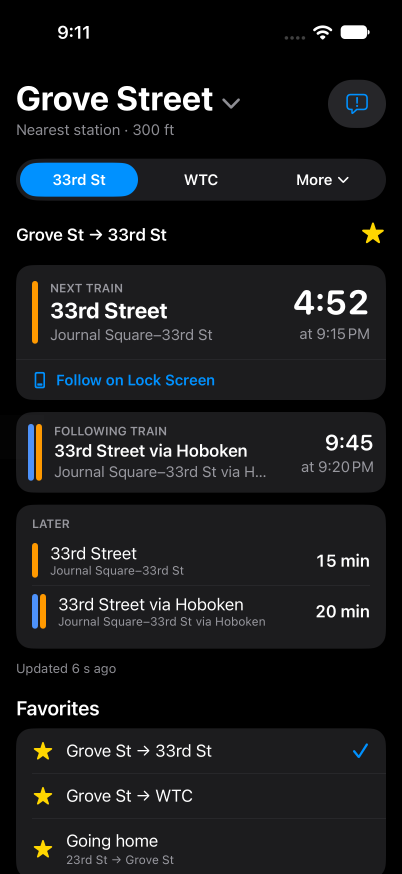 9:11
Grove Street
Nearest station · 300 ft
33rd St
WTC
More
Grove St → 33rd St
NEXT TRAIN
33rd Street
Journal Square–33rd St
4:52
at 9:15 PM
Follow on Lock Screen
FOLLOWING TRAIN
33rd Street via Hoboken
Journal Square–33rd St via H...
9:45
at 9:20 PM
LATER
33rd Street
Journal Square–33rd St
15 min
33rd Street via Hoboken
Journal Square–33rd St via Hoboken
20 min
Updated 6 s ago
Favorites
Grove St → 33rd St
Grove St → WTC
Going home
23rd St → Grove St